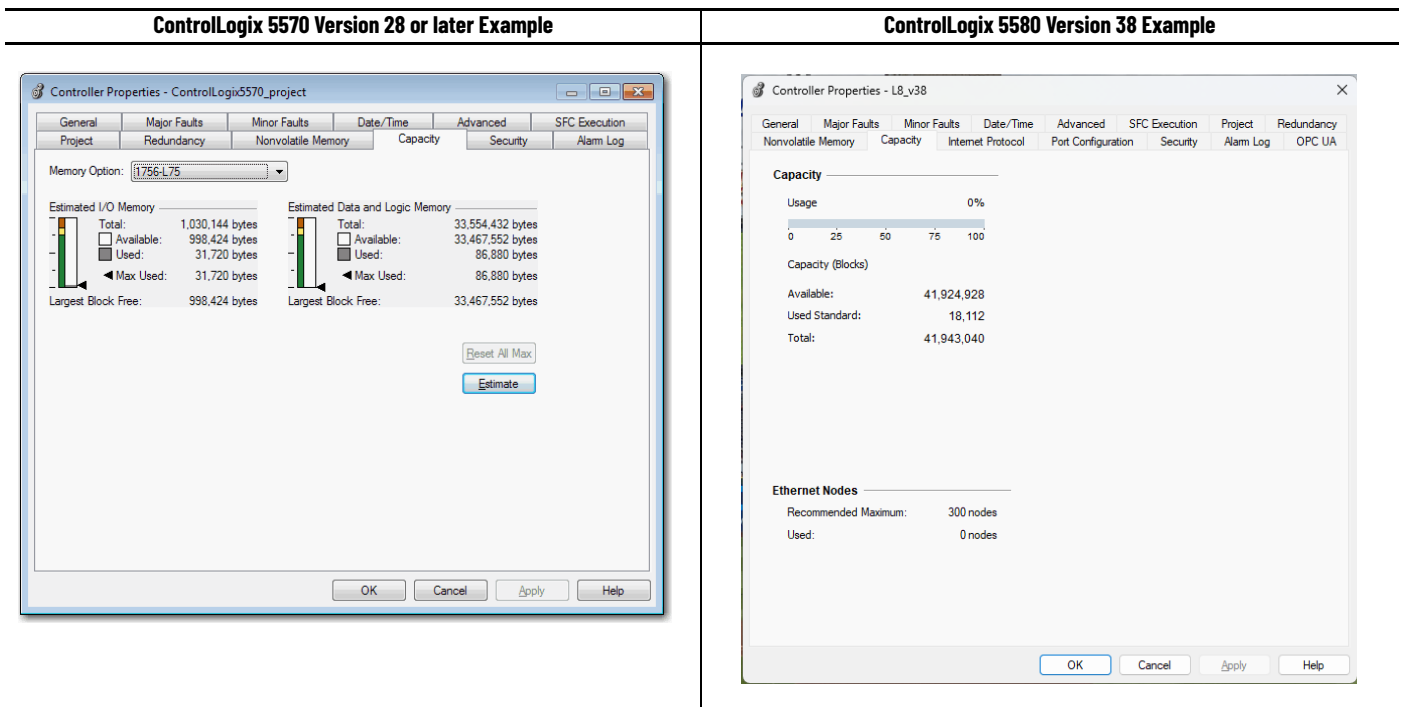 ControlLogix 5570 Version 28 or later Example
Controller Properties - ControlLogix5570_project
General Major Faults Minor Faults Date/Time Advanced SFC Execution
Project Redundancy Nonvolatile Memory Capacity Security Alarm Log
Memory Option: 1756-L75
Estimated I/O Memory
Total: 1,030,144 bytes
Available: 998,424 bytes
Used: 31,720 bytes
Max Used: 31,720 bytes
Largest Block Free: 998,424 bytes
Estimated Data and Logic Memory
Total: 33,554,432 bytes
Available: 33,467,552 bytes
Used: 86,880 bytes
Max Used: 86,880 bytes
Largest Block Free: 33,467,552 bytes
Reset All Max
Estimate
OK Cancel Apply Help
ControlLogix 5580 Version 38 Example
Controller Properties - L8_v38
General Major Faults Minor Faults Date/Time Advanced SFC Execution Project Redundancy
Nonvolatile Memory Capacity Internet Protocol Port Configuration Security Alarm Log OPC UA
Capacity
Usage 0%
0 25 50 75 100
Capacity (Blocks)
Available: 41,924,928
Used Standard: 18,112
Total: 41,943,040
Ethernet Nodes
Recommended Maximum: 300 nodes
Used: 0 nodes
OK Cancel Apply Help